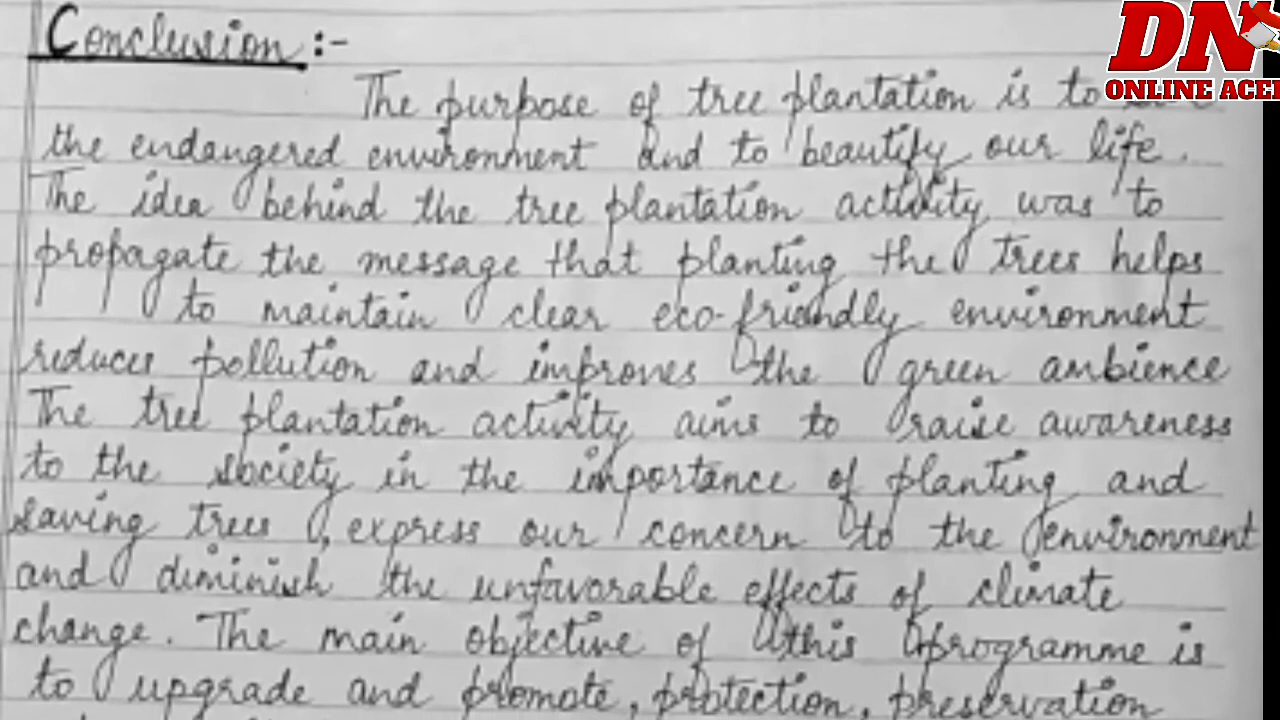 Conclusion :-
DN
ONLINE ACE
The purpose of tree plantation is to
the endangered environment and to beautify our life.
The idea behind the tree plantation activity was to
propagate the message that planting the trees helps
to maintain clear eco-friendly environment
reduces pollution and improves the green ambience
The tree plantation activity aims to raise awareness
to the society in the importance of planting and
saving trees, express our concern to the environment
and diminish the unfavorable effects of climate
change. The main objective of this programme is
to upgrade and promote, protection, preservation